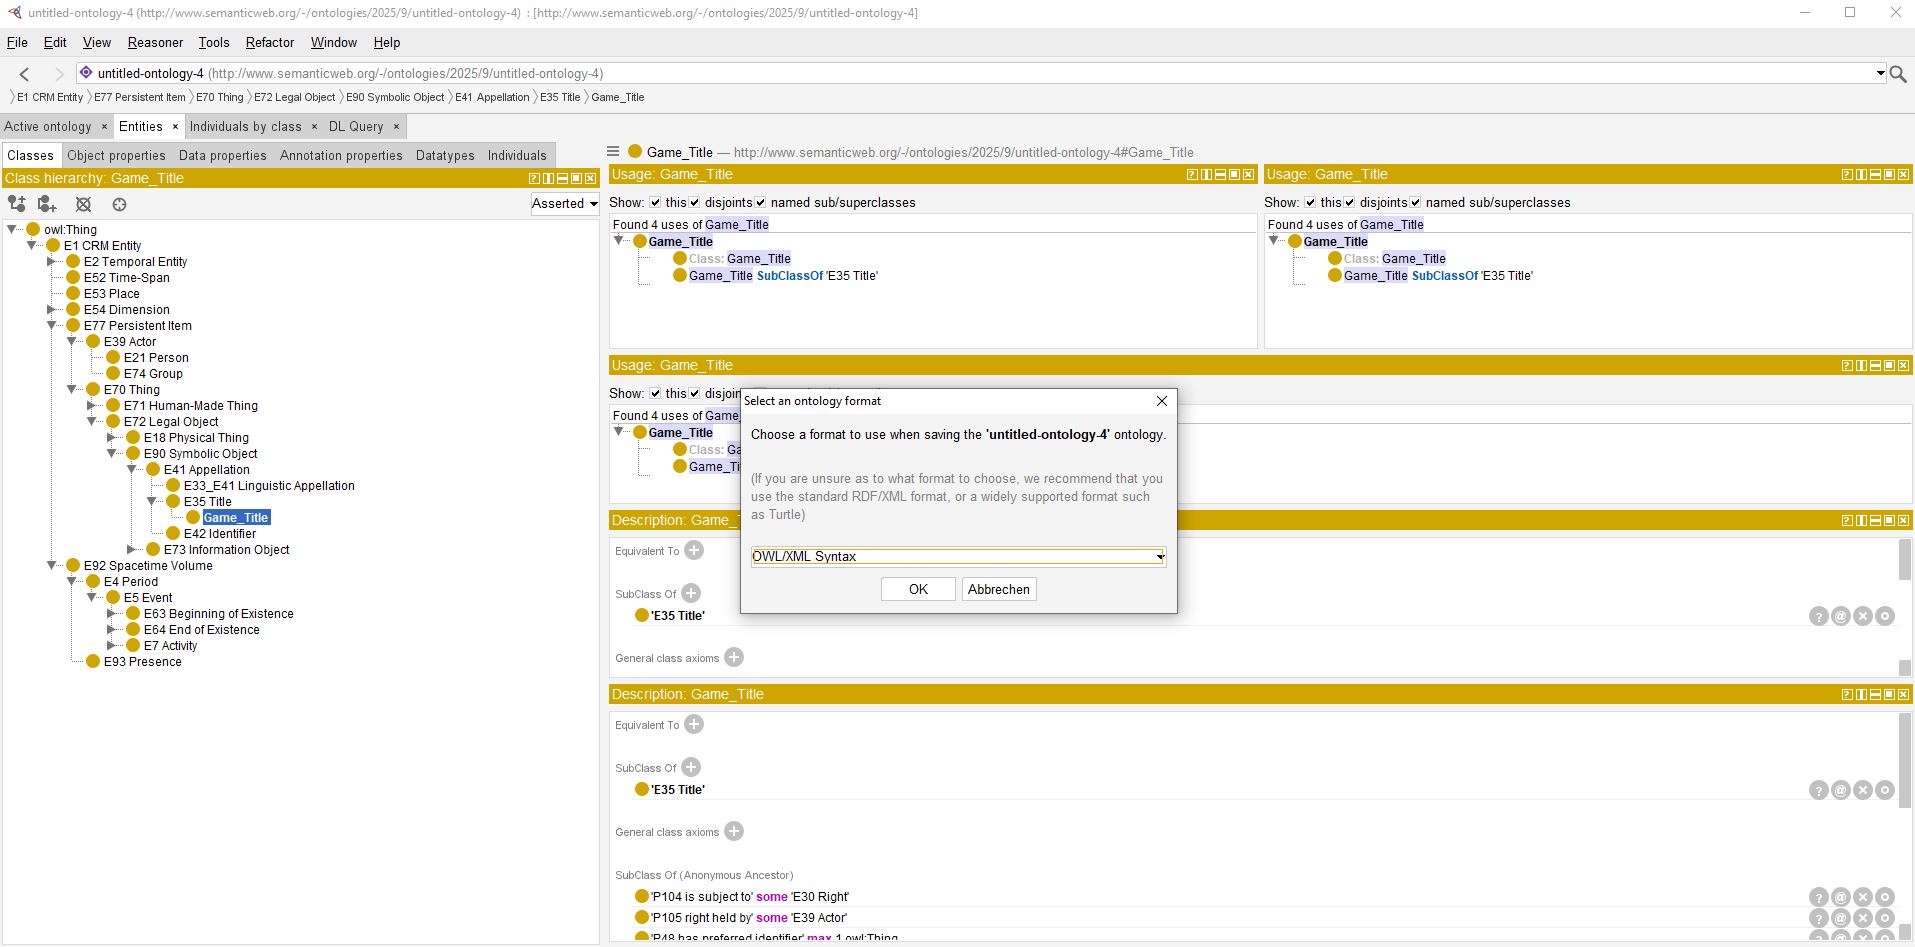 untitled-ontology-4 (http://www.semanticweb.org/-/ontologies/2025/9/untitled-ontology-4) : [http://www.semanticweb.org/-/ontologies/2025/9/untitled-ontology-4]
File Edit View Reasoner Tools Refactor Window Help
untitled-ontology-4 (http://www.semanticweb.org/-/ontologies/2025/9/untitled-ontology-4)
E1 CRM Entity E77 Persistent Item E70 Thing E72 Legal Object E90 Symbolic Object E41 Appellation E35 Title Game_Title
Active ontology × Entities × Individuals by class × DL Query ×
Classes Object properties Data properties Annotation properties Datatypes Individuals
Class hierarchy: Game_Title
Asserted
owl:Thing
E1 CRM Entity
E2 Temporal Entity
E52 Time-Span
E53 Place
E54 Dimension
E77 Persistent Item
E39 Actor
E21 Person
E74 Group
E70 Thing
E71 Human-Made Thing
E72 Legal Object
E18 Physical Thing
E90 Symbolic Object
E41 Appellation
E33_E41 Linguistic Appellation
E35 Title
Game_Title
E42 Identifier
E73 Information Object
E92 Spacetime Volume
E4 Period
E5 Event
E63 Beginning of Existence
E64 End of Existence
E7 Activity
E93 Presence
Game_Title — http://www.semanticweb.org/-/ontologies/2025/9/untitled-ontology-4#Game_Title
Usage: Game_Title
Show: this disjoints named sub/superclasses
Found 4 uses of Game_Title
Game_Title
Class: Game_Title
Game_Title SubClassOf 'E35 Title'
Usage: Game_Title
Show: this disjoints named sub/superclasses
Found 4 uses of Game_Title
Game_Title
Class: Game_Title
Game_Title SubClassOf 'E35 Title'
Usage: Game_Title
Show: this disjoin
Found 4 uses of Game_
Game_Title
Class: Ga
Game_Ti
Select an ontology format
Choose a format to use when saving the 'untitled-ontology-4' ontology.
(If you are unsure as to what format to choose, we recommend that you
use the standard RDF/XML format, or a widely supported format such
as Turtle)
OWL/XML Syntax
OK Abbrechen
Description: Game_
Equivalent To
SubClass Of
'E35 Title'
General class axioms
Description: Game_Title
Equivalent To
SubClass Of
'E35 Title'
General class axioms
SubClass Of (Anonymous Ancestor)
'P104 is subject to' some 'E30 Right'
'P105 right held by' some 'E39 Actor'
'P48 has preferred identifier' max 1 owl:Thing